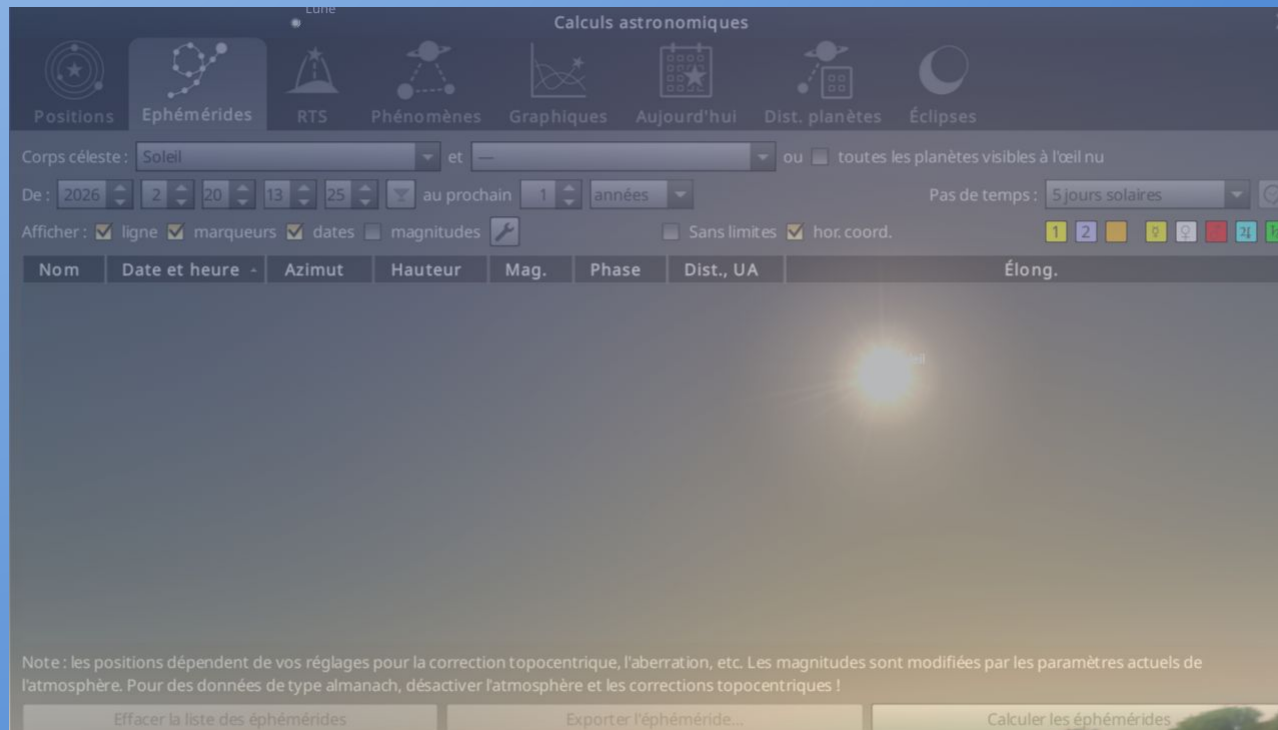 Lune
Calculs astronomiques
Positions Ephémérides RTS Phénomènes Graphiques Aujourd'hui Dist. planètes Éclipses
Corps céleste : Soleil et — ou toutes les planètes visibles à l'œil nu
De : 2026 2 20 13 25 au prochain 1 années Pas de temps : 5 jours solaires
Afficher : ligne marqueurs dates magnitudes Sans limites hor. coord. 1 2 ☿ ♀ ♃
Nom Date et heure Azimut Hauteur Mag. Phase Dist., UA Élong.
Note : les positions dépendent de vos réglages pour la correction topocentrique, l'aberration, etc. Les magnitudes sont modifiées par les paramètres actuels de
l'atmosphère. Pour des données de type almanach, désactiver l'atmosphère et les corrections topocentriques !
Effacer la liste des éphémérides Exporter l'éphéméride... Calculer les éphémérides